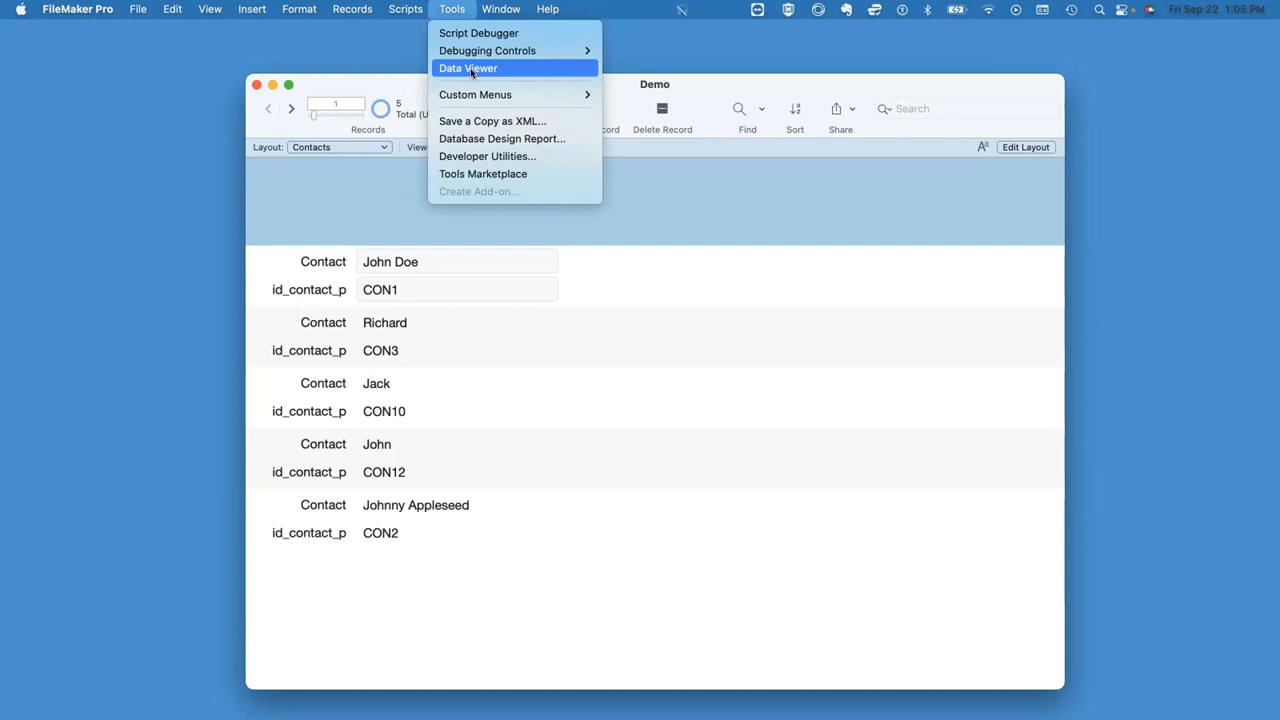 FileMaker Pro File Edit View Insert Format Records Scripts Tools Window Help Fri Sep 22 1:05 PM
Script Debugger
Debugging Controls
Data Viewer
Custom Menus
Save a Copy as XML...
Database Design Report...
Developer Utilities...
Tools Marketplace
Create Add-on...
Demo
1
5
Total (U
Records
ord
Delete Record
Find
Sort
Share
Search
Layout: Contacts View
Aa Edit Layout
Contact John Doe
id_contact_p CON1
Contact Richard
id_contact_p CON3
Contact Jack
id_contact_p CON10
Contact John
id_contact_p CON12
Contact Johnny Appleseed
id_contact_p CON2